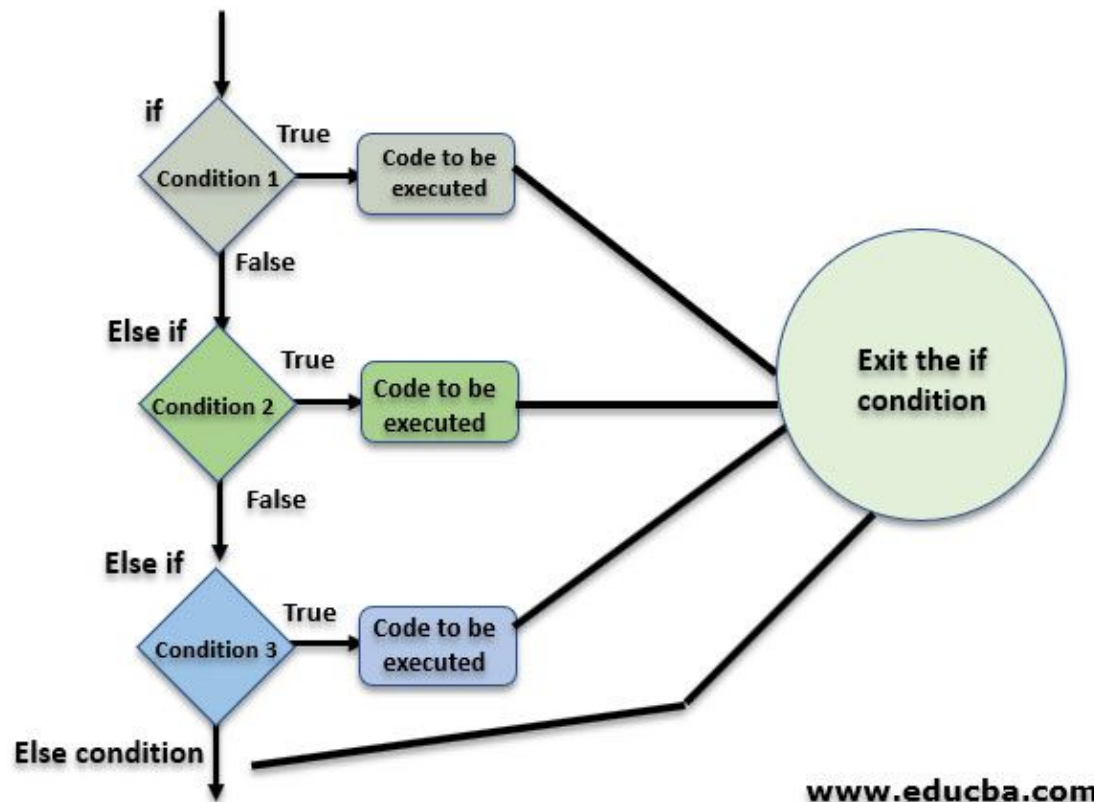 if
True
Condition 1
Code to be
executed
False
Else if
True
Condition 2
Code to be
executed
Exit the if
condition
False
Else if
True
Condition 3
Code to be
executed
Else condition
www.educba.com